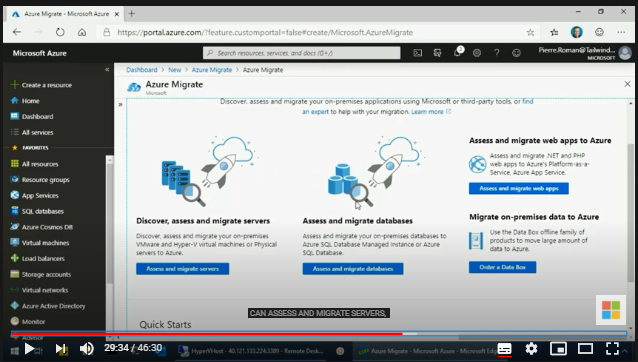 Azure Migrate - Microsoft Azure
https://portal.azure.com/?feature.customportal=false#create/Microsoft.AzureMigrate
Microsoft Azure
Search resources, services, and docs (G+/)
Pierre.Roman@Tailwind...
MICROSOFT
Create a resource
Home
Dashboard
All services
FAVORITES
All resources
Resource groups
App Services
SQL databases
Azure Cosmos DB
Virtual machines
Load balancers
Storage accounts
Virtual networks
Azure Active Directory
Monitor
Advisor
Dashboard > New > Azure Migrate > Azure Migrate
Azure Migrate
Microsoft
Discover, assess and migrate your on-premises applications using Microsoft or third-party tools, or find
an expert to help with your migration. Learn more
Discover, assess and migrate servers
Discover, assess and migrate your on-premises
VMware and Hyper-V virtual machines or Physical
servers to Azure.
Assess and migrate servers
Assess and migrate databases
Assess and migrate your on-premises databases to
Azure SQL Database Managed Instance or Azure
SQL Database.
Assess and migrate databases
Assess and migrate web apps to Azure
Assess and migrate .NET and PHP
web apps to Azure's Platform-as-a-
Service, Azure App Service.
Assess and migrate web apps
Migrate on-premises data to Azure
Use the Data Box offline family of
products to move large amount of
data to Azure.
Order a Data Box
CAN ASSESS AND MIGRATE SERVERS,
Quick Starts
29:34 / 46:30
HyperVHost - 40.121.133.224:3389 - Remote Desk...
Azure Migrate - Microsoft Azure - Microsoft Edge